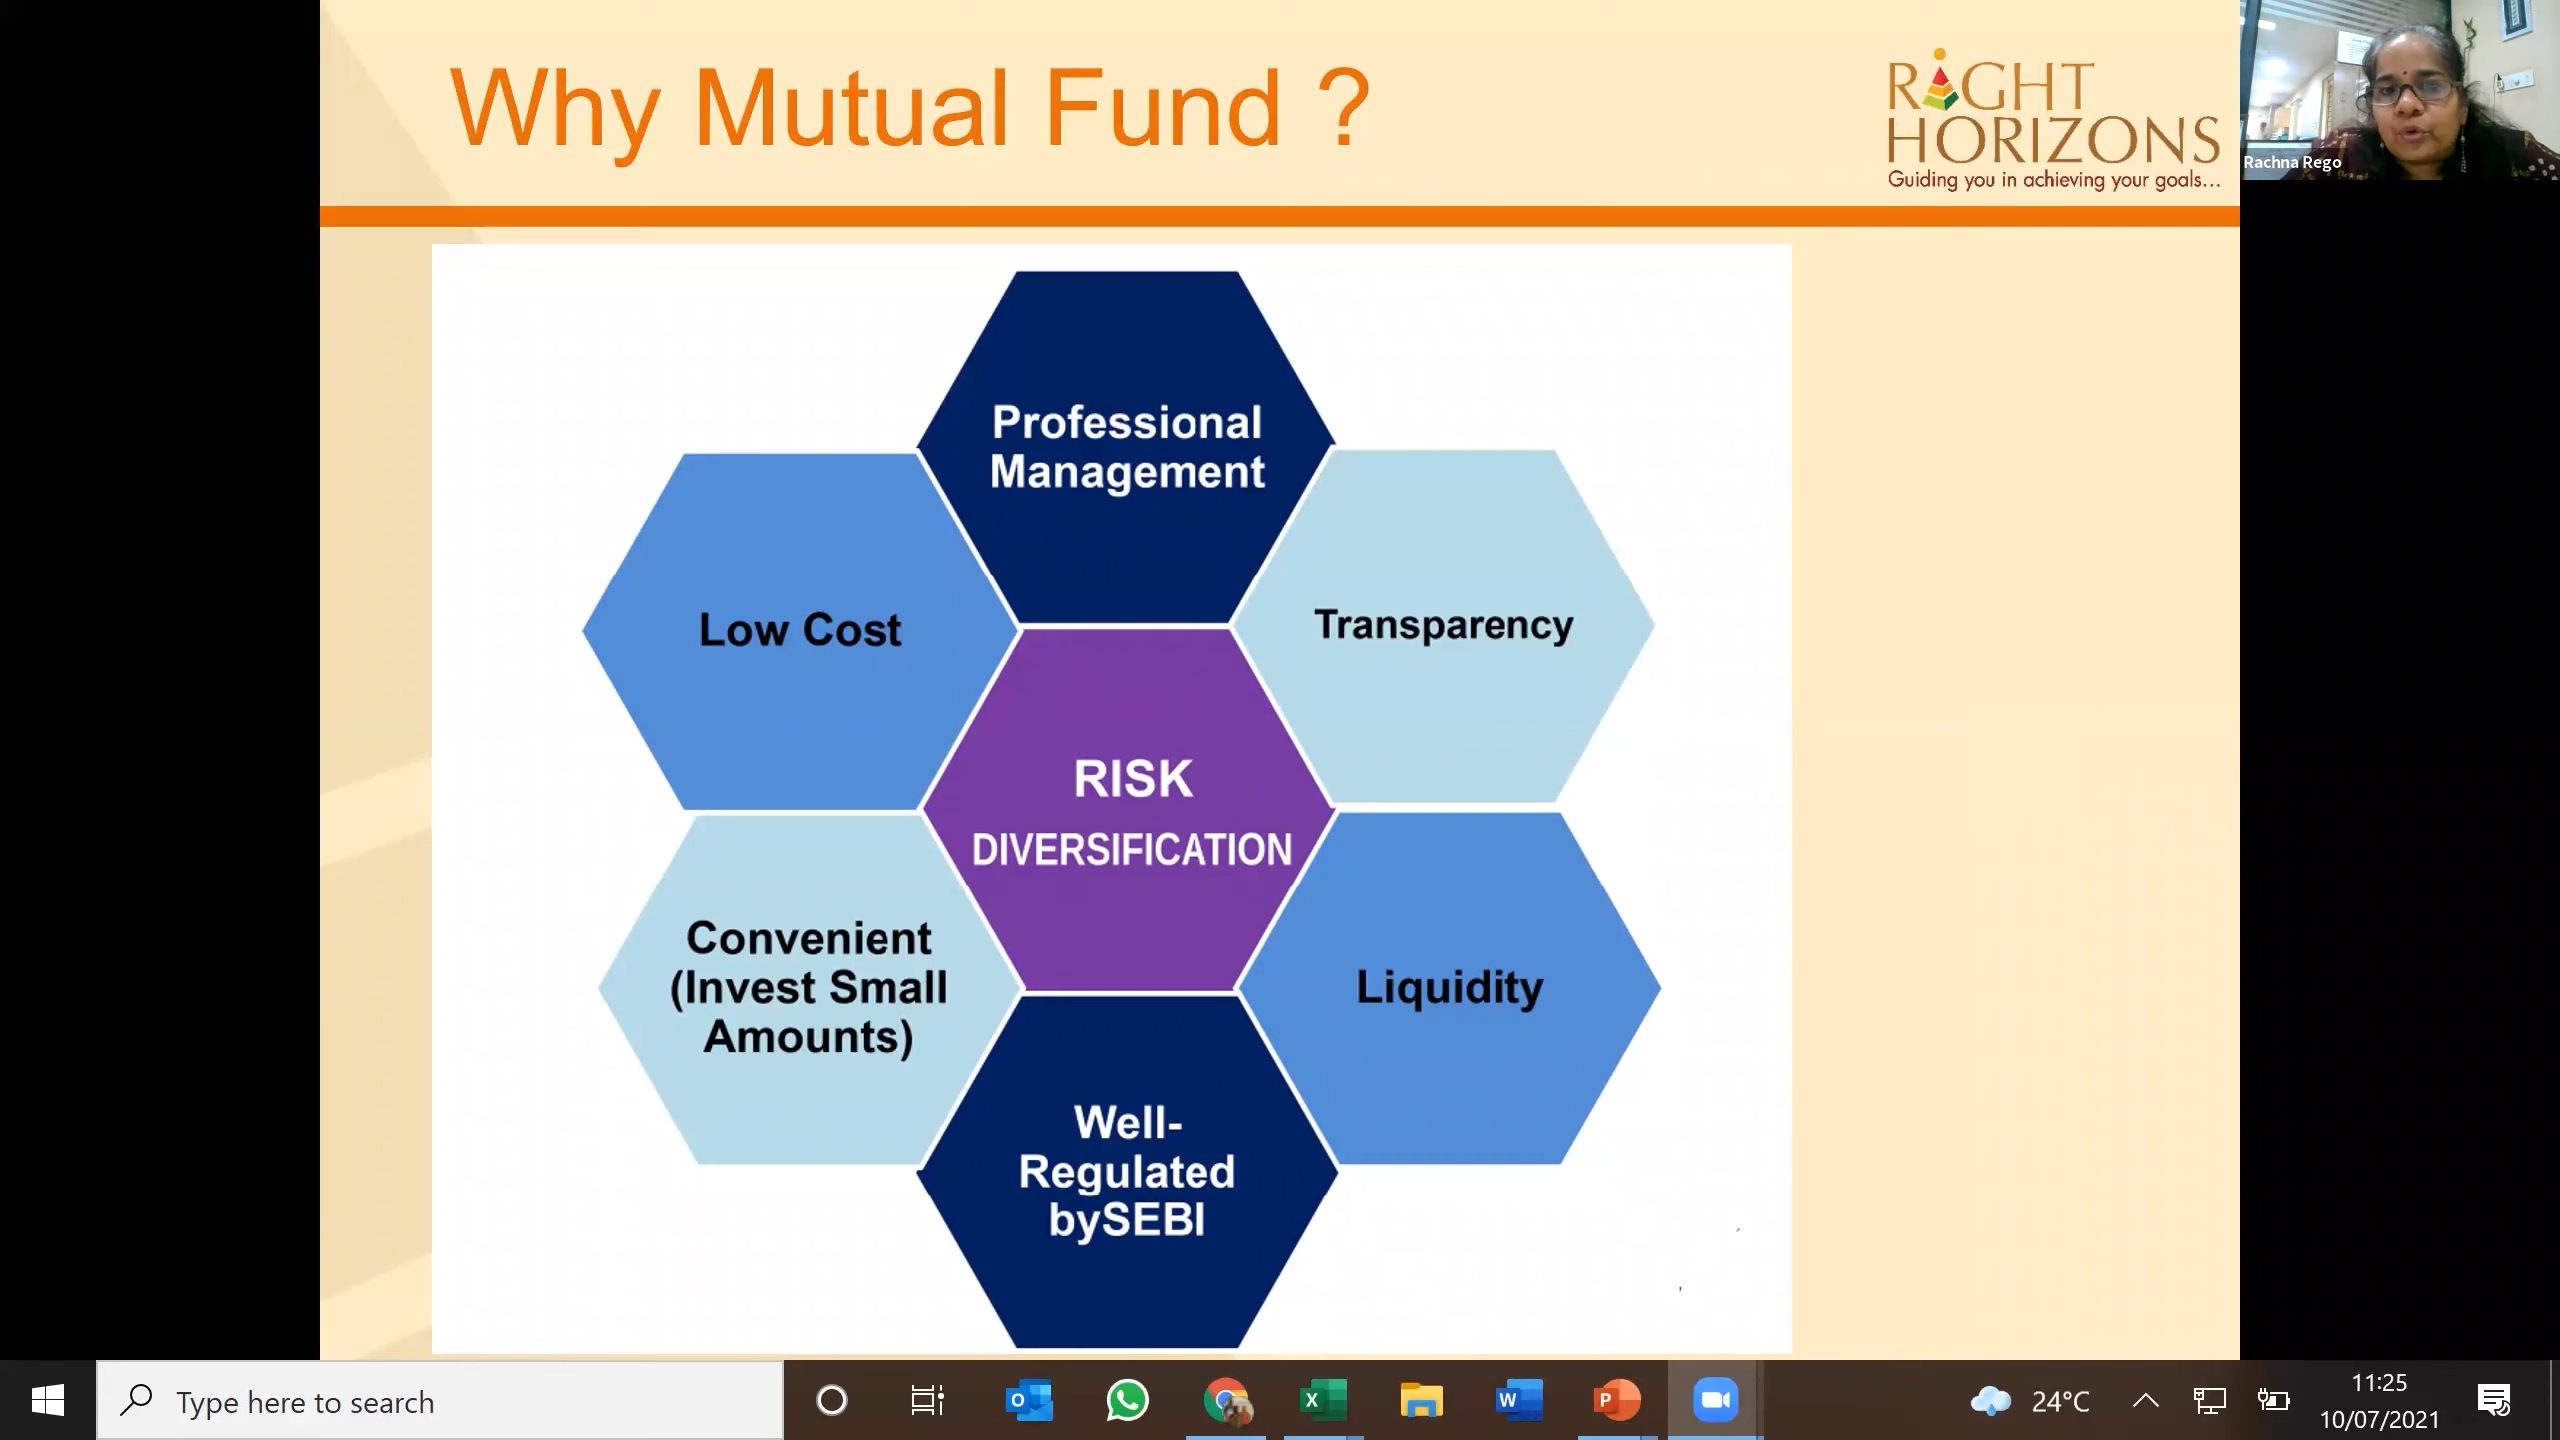 Why Mutual Fund ?
RIGHT
HORIZONS
Guiding you in achieving your goals...
Rachna Rego
Professional
Management
Low Cost
Transparency
RISK
DIVERSIFICATION
Convenient
(Invest Small
Amounts)
Liquidity
Well-
Regulated
bySEBI
Type here to search
24°C
11:25
10/07/2021